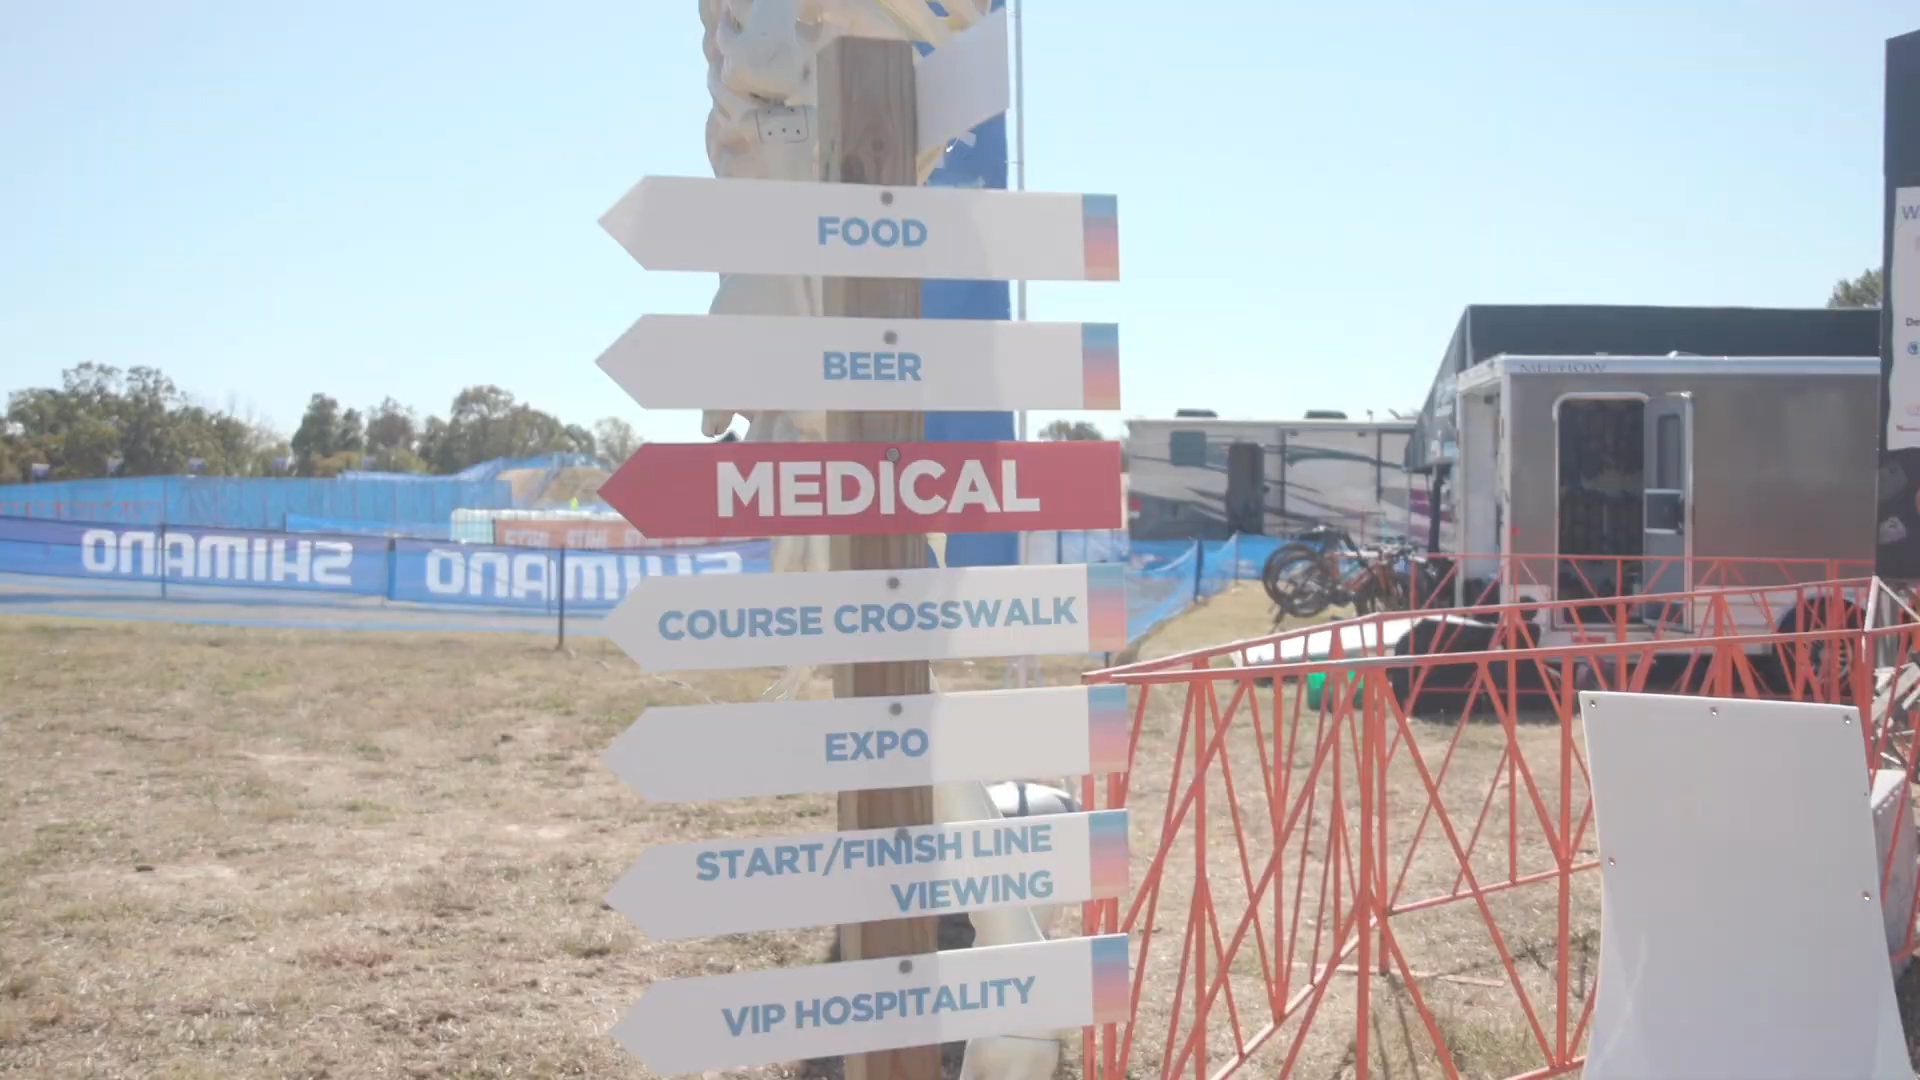 FOOD
BEER
MEDICAL
COURSE CROSSWALK
EXPO
START/FINISH LINE
VIEWING
VIP HOSPITALITY
SHIMANO
SHIMANO